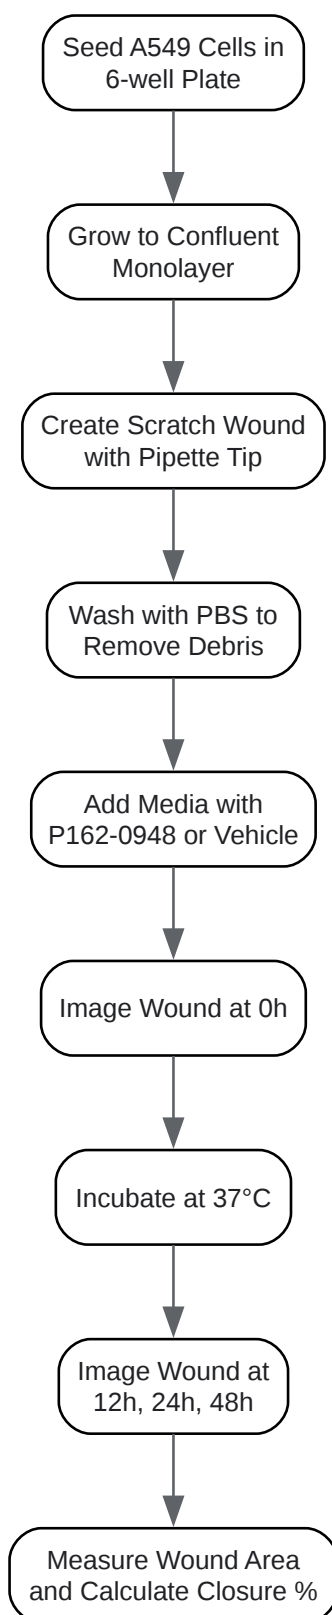 Seed A549 Cells in
6-well Plate
Grow to Confluent
Monolayer
Create Scratch Wound
with Pipette Tip
Wash with PBS to
Remove Debris
Add Media with
P162-0948 or Vehicle
Image Wound at 0h
Incubate at 37°C
Image Wound at
12h, 24h, 48h
Measure Wound Area
and Calculate Closure %